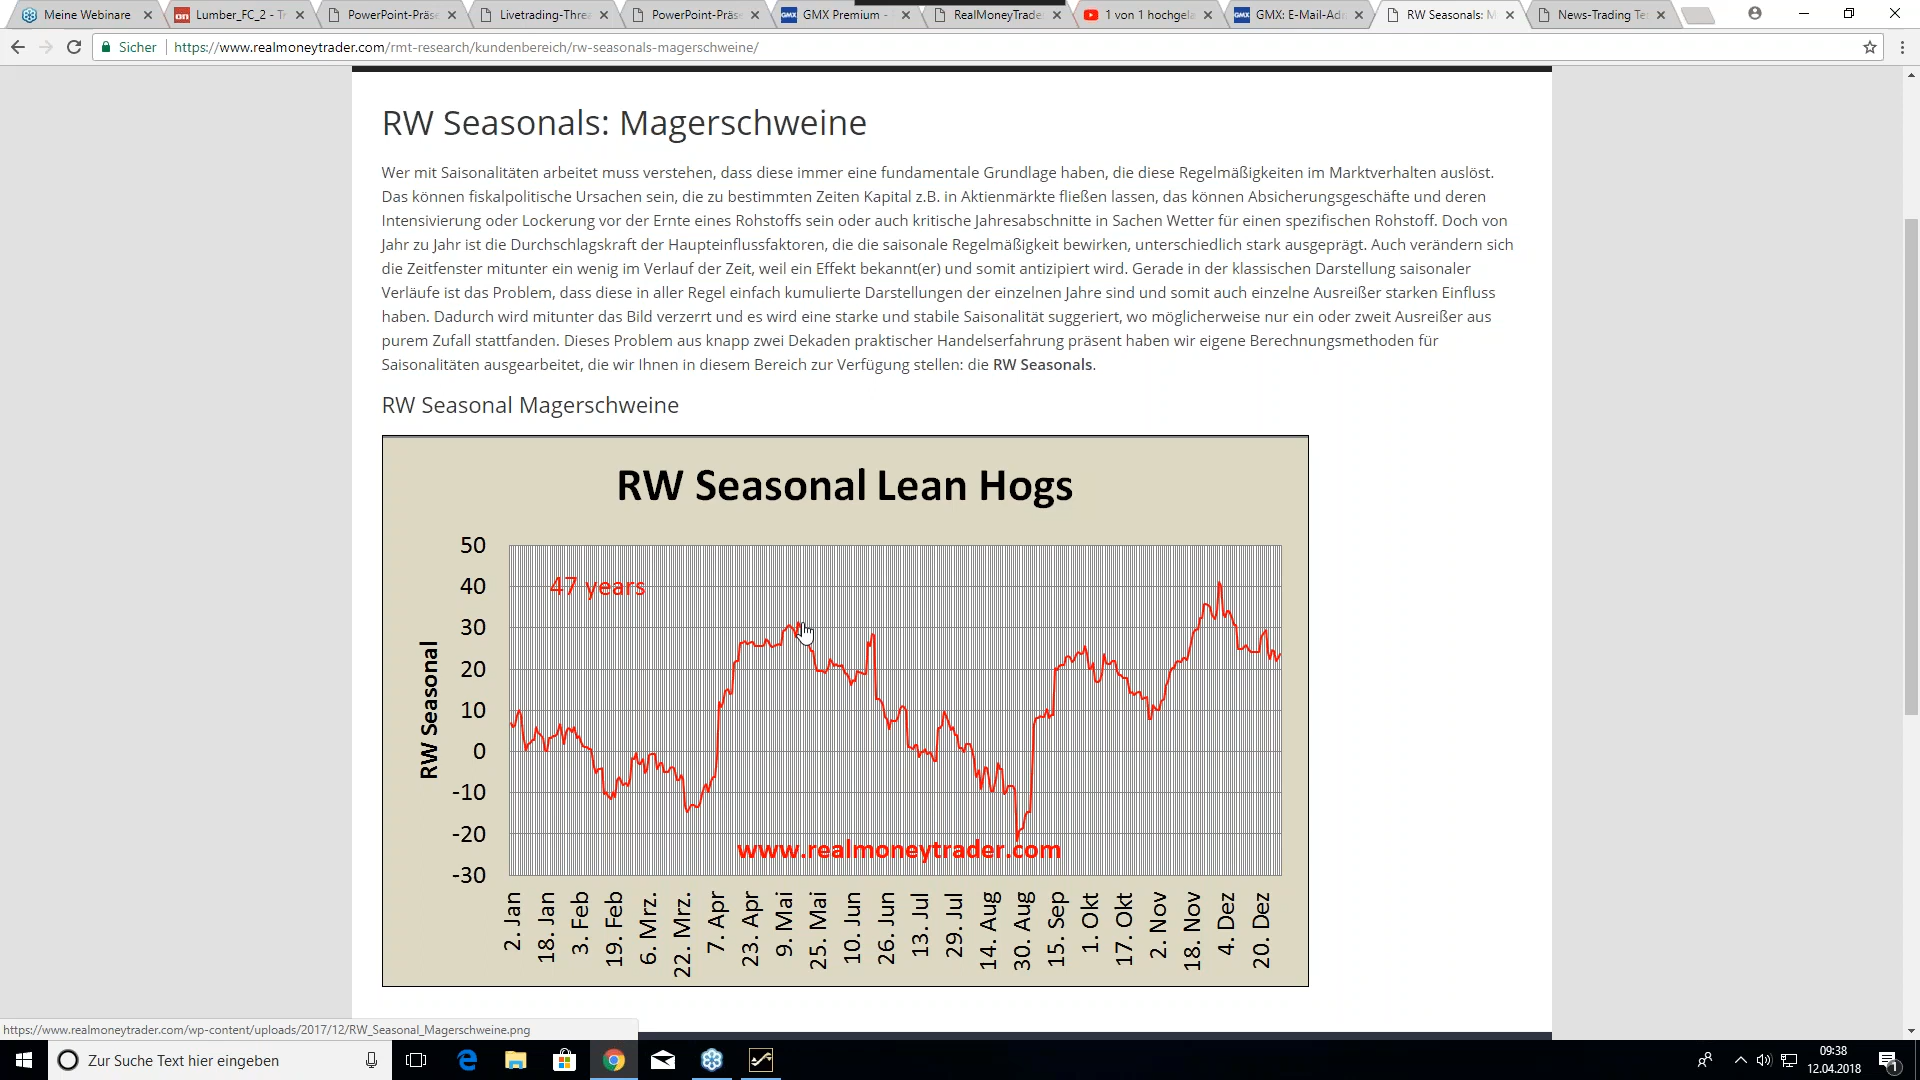 Meine Webinare
Lumber_FC_2 - Tr
PowerPoint-Präse
Livetrading-Threa
PowerPoint-Präse
GMX Premium -
RealMoneyTrader
1 von 1 hochgela
GMX: E-Mail-Adr
RW Seasonals: M
News-Trading Te
Sicher
https://www.realmoneytrader.com/rmt-research/kundenbereich/rw-seasonals-magerschweine/
RW Seasonals: Magerschweine
Wer mit Saisonalitäten arbeitet muss verstehen, dass diese immer eine fundamentale Grundlage haben, die diese Regelmäßigkeiten im Marktverhalten auslöst.
Das können fiskalpolitische Ursachen sein, die zu bestimmten Zeiten Kapital z.B. in Aktienmärkte fließen lassen, das können Absicherungsgeschäfte und deren
Intensivierung oder Lockerung vor der Ernte eines Rohstoffs sein oder auch kritische Jahresabschnitte in Sachen Wetter für einen spezifischen Rohstoff. Doch von
Jahr zu Jahr ist die Durchschlagskraft der Haupteinflussfaktoren, die die saisonale Regelmäßigkeit bewirken, unterschiedlich stark ausgeprägt. Auch verändern sich
die Zeitfenster mitunter ein wenig im Verlauf der Zeit, weil ein Effekt bekannt(er) und somit antizipiert wird. Gerade in der klassischen Darstellung saisonaler
Verläufe ist das Problem, dass diese in aller Regel einfach kumulierte Darstellungen der einzelnen Jahre sind und somit auch einzelne Ausreißer starken Einfluss
haben. Dadurch wird mitunter das Bild verzerrt und es wird eine starke und stabile Saisonalität suggeriert, wo möglicherweise nur ein oder zweit Ausreißer aus
purem Zufall stattfanden. Dieses Problem aus knapp zwei Dekaden praktischer Handelserfahrung präsent haben wir eigene Berechnungsmethoden für
Saisonalitäten ausgearbeitet, die wir Ihnen in diesem Bereich zur Verfügung stellen: die RW Seasonals.
RW Seasonal Magerschweine
RW Seasonal Lean Hogs
50
40
30
20
10
0
-10
-20
-30
RW Seasonal
47 years
www.realmoneytrader.com
2. Jan
18. Jan
3. Feb
19. Feb
6. Mrz.
22. Mrz.
7. Apr
23. Apr
9. Mai
25. Mai
10. Jun
26. Jun
13. Jul
29. Jul
14. Aug
30. Aug
15. Sep
1. Okt
17. Okt
2. Nov
18. Nov
4. Dez
20. Dez
https://www.realmoneytrader.com/wp-content/uploads/2017/12/RW_Seasonal_Magerschweine.png
Zur Suche Text hier eingeben
09:38
12.04.2018
1